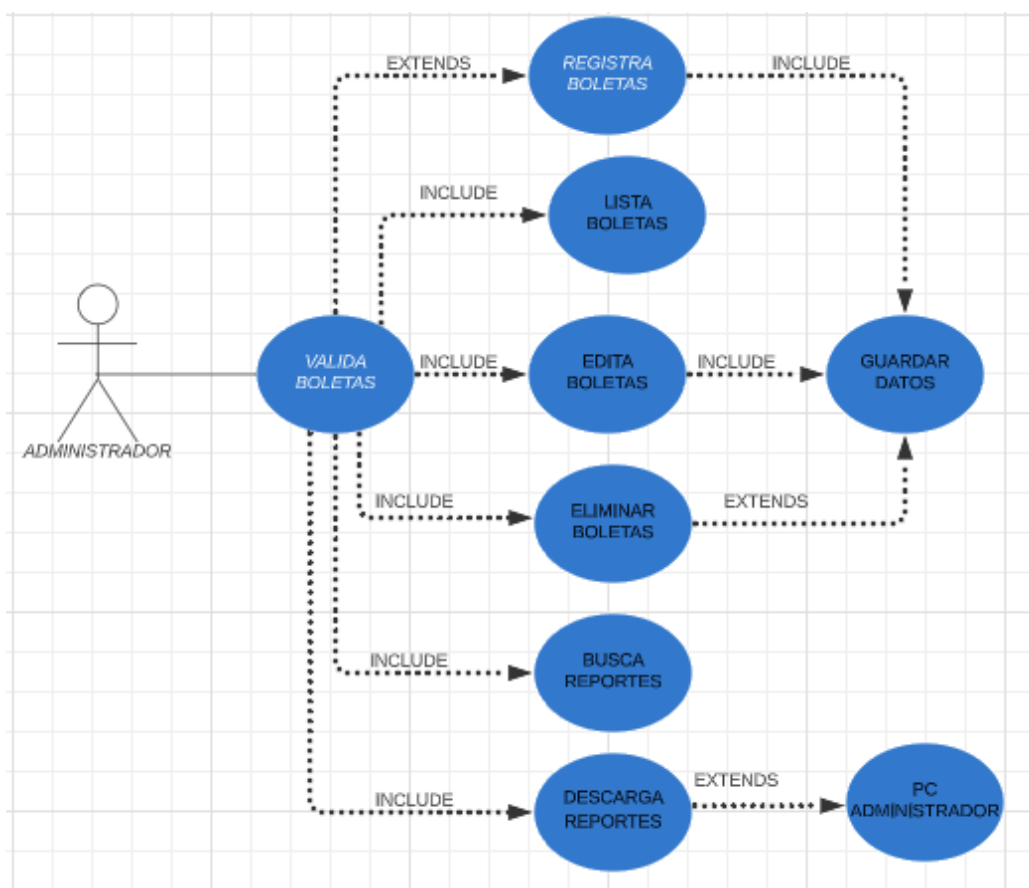 EXTENDS
REGISTRA
BOLETAS
INCLUDE
INCLUDE
LISTA
BOLETAS
ADMINISTRADOR
VALIDA
BOLETAS
INCLUDE
EDITA
BOLETAS
INCLUDE
GUARDAR
DATOS
INCLUDE
ELIMINAR
BOLETAS
EXTENDS
INCLUDE
BUSCA
REPORTES
INCLUDE
DESCARGA
REPORTES
EXTENDS
PC
ADMINISTRADOR